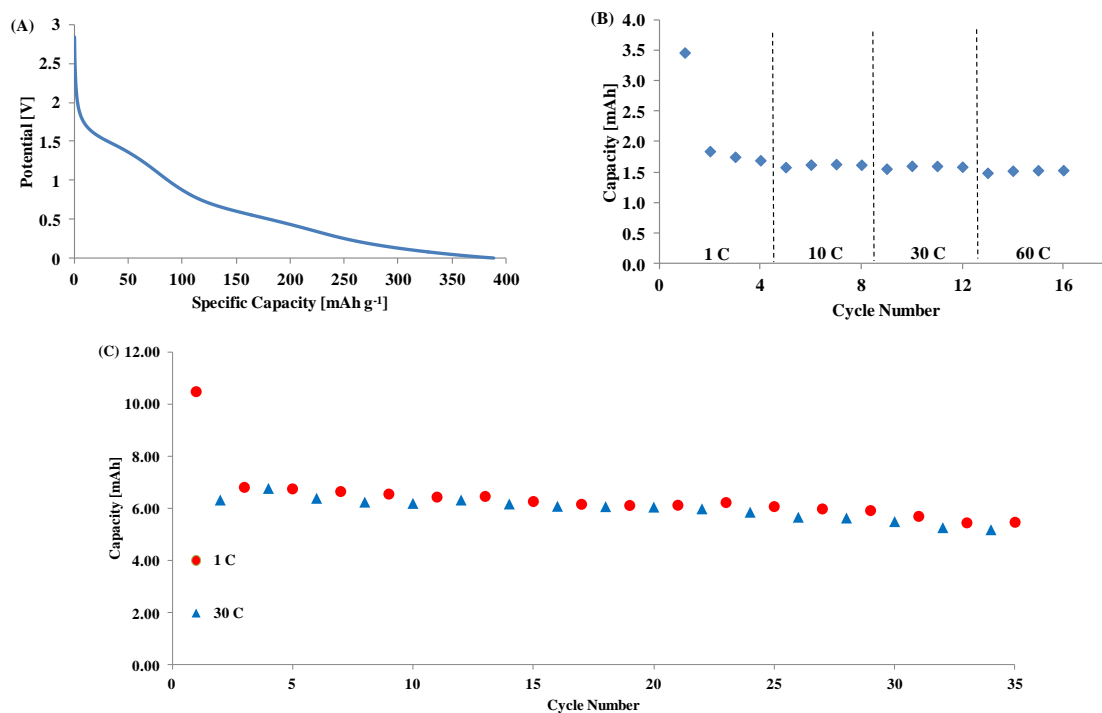 (A)
Potential [V]
3
2.5
2
1.5
1
0.5
0
0 50 100 150 200 250 300 350 400
Specific Capacity [mAh g⁻¹]
(B)
Capacity [mAh]
4.0
3.5
3.0
2.5
2.0
1.5
1.0
0.5
0.0
1 C 10 C 30 C 60 C
0 4 8 12 16
Cycle Number
(C)
Capacity [mAh]
12.00
10.00
8.00
6.00
4.00
2.00
0.00
1 C
30 C
0 5 10 15 20 25 30 35
Cycle Number